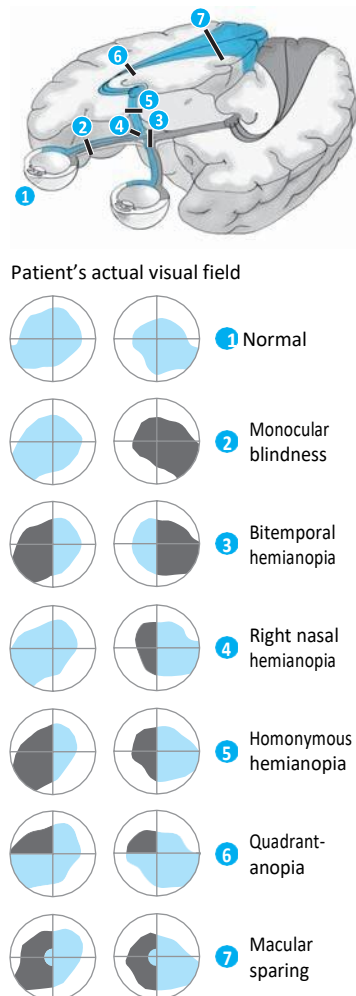 7
6
5
2
4
3
1
Patient's actual visual field
1 Normal
2 Monocular
blindness
3 Bitemporal
hemianopia
4 Right nasal
hemianopia
5 Homonymous
hemianopia
6 Quadrant-
anopia
7 Macular
sparing